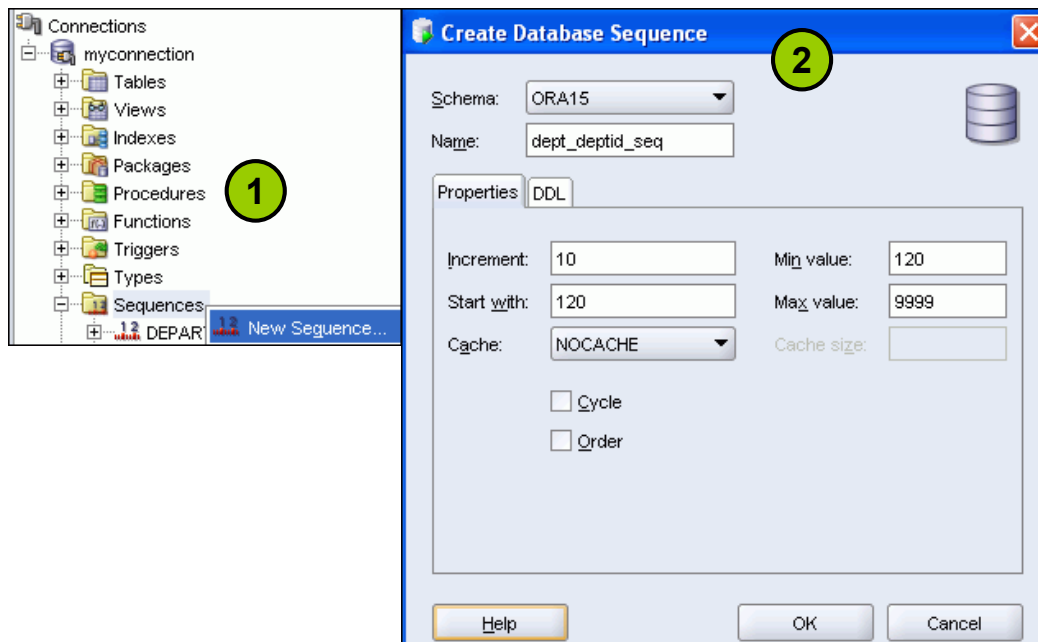 Connections
myconnection
Tables
Views
Indexes
Packages
Procedures
Functions
Triggers
Types
Sequences
DEPAR
New Sequence...
1
Create Database Sequence
2
Schema: ORA15
Name: dept_deptid_seq
Properties DDL
Increment: 10 Min value: 120
Start with: 120 Max value: 9999
Cache: NOCACHE Cache size:
Cycle
Order
Help OK Cancel